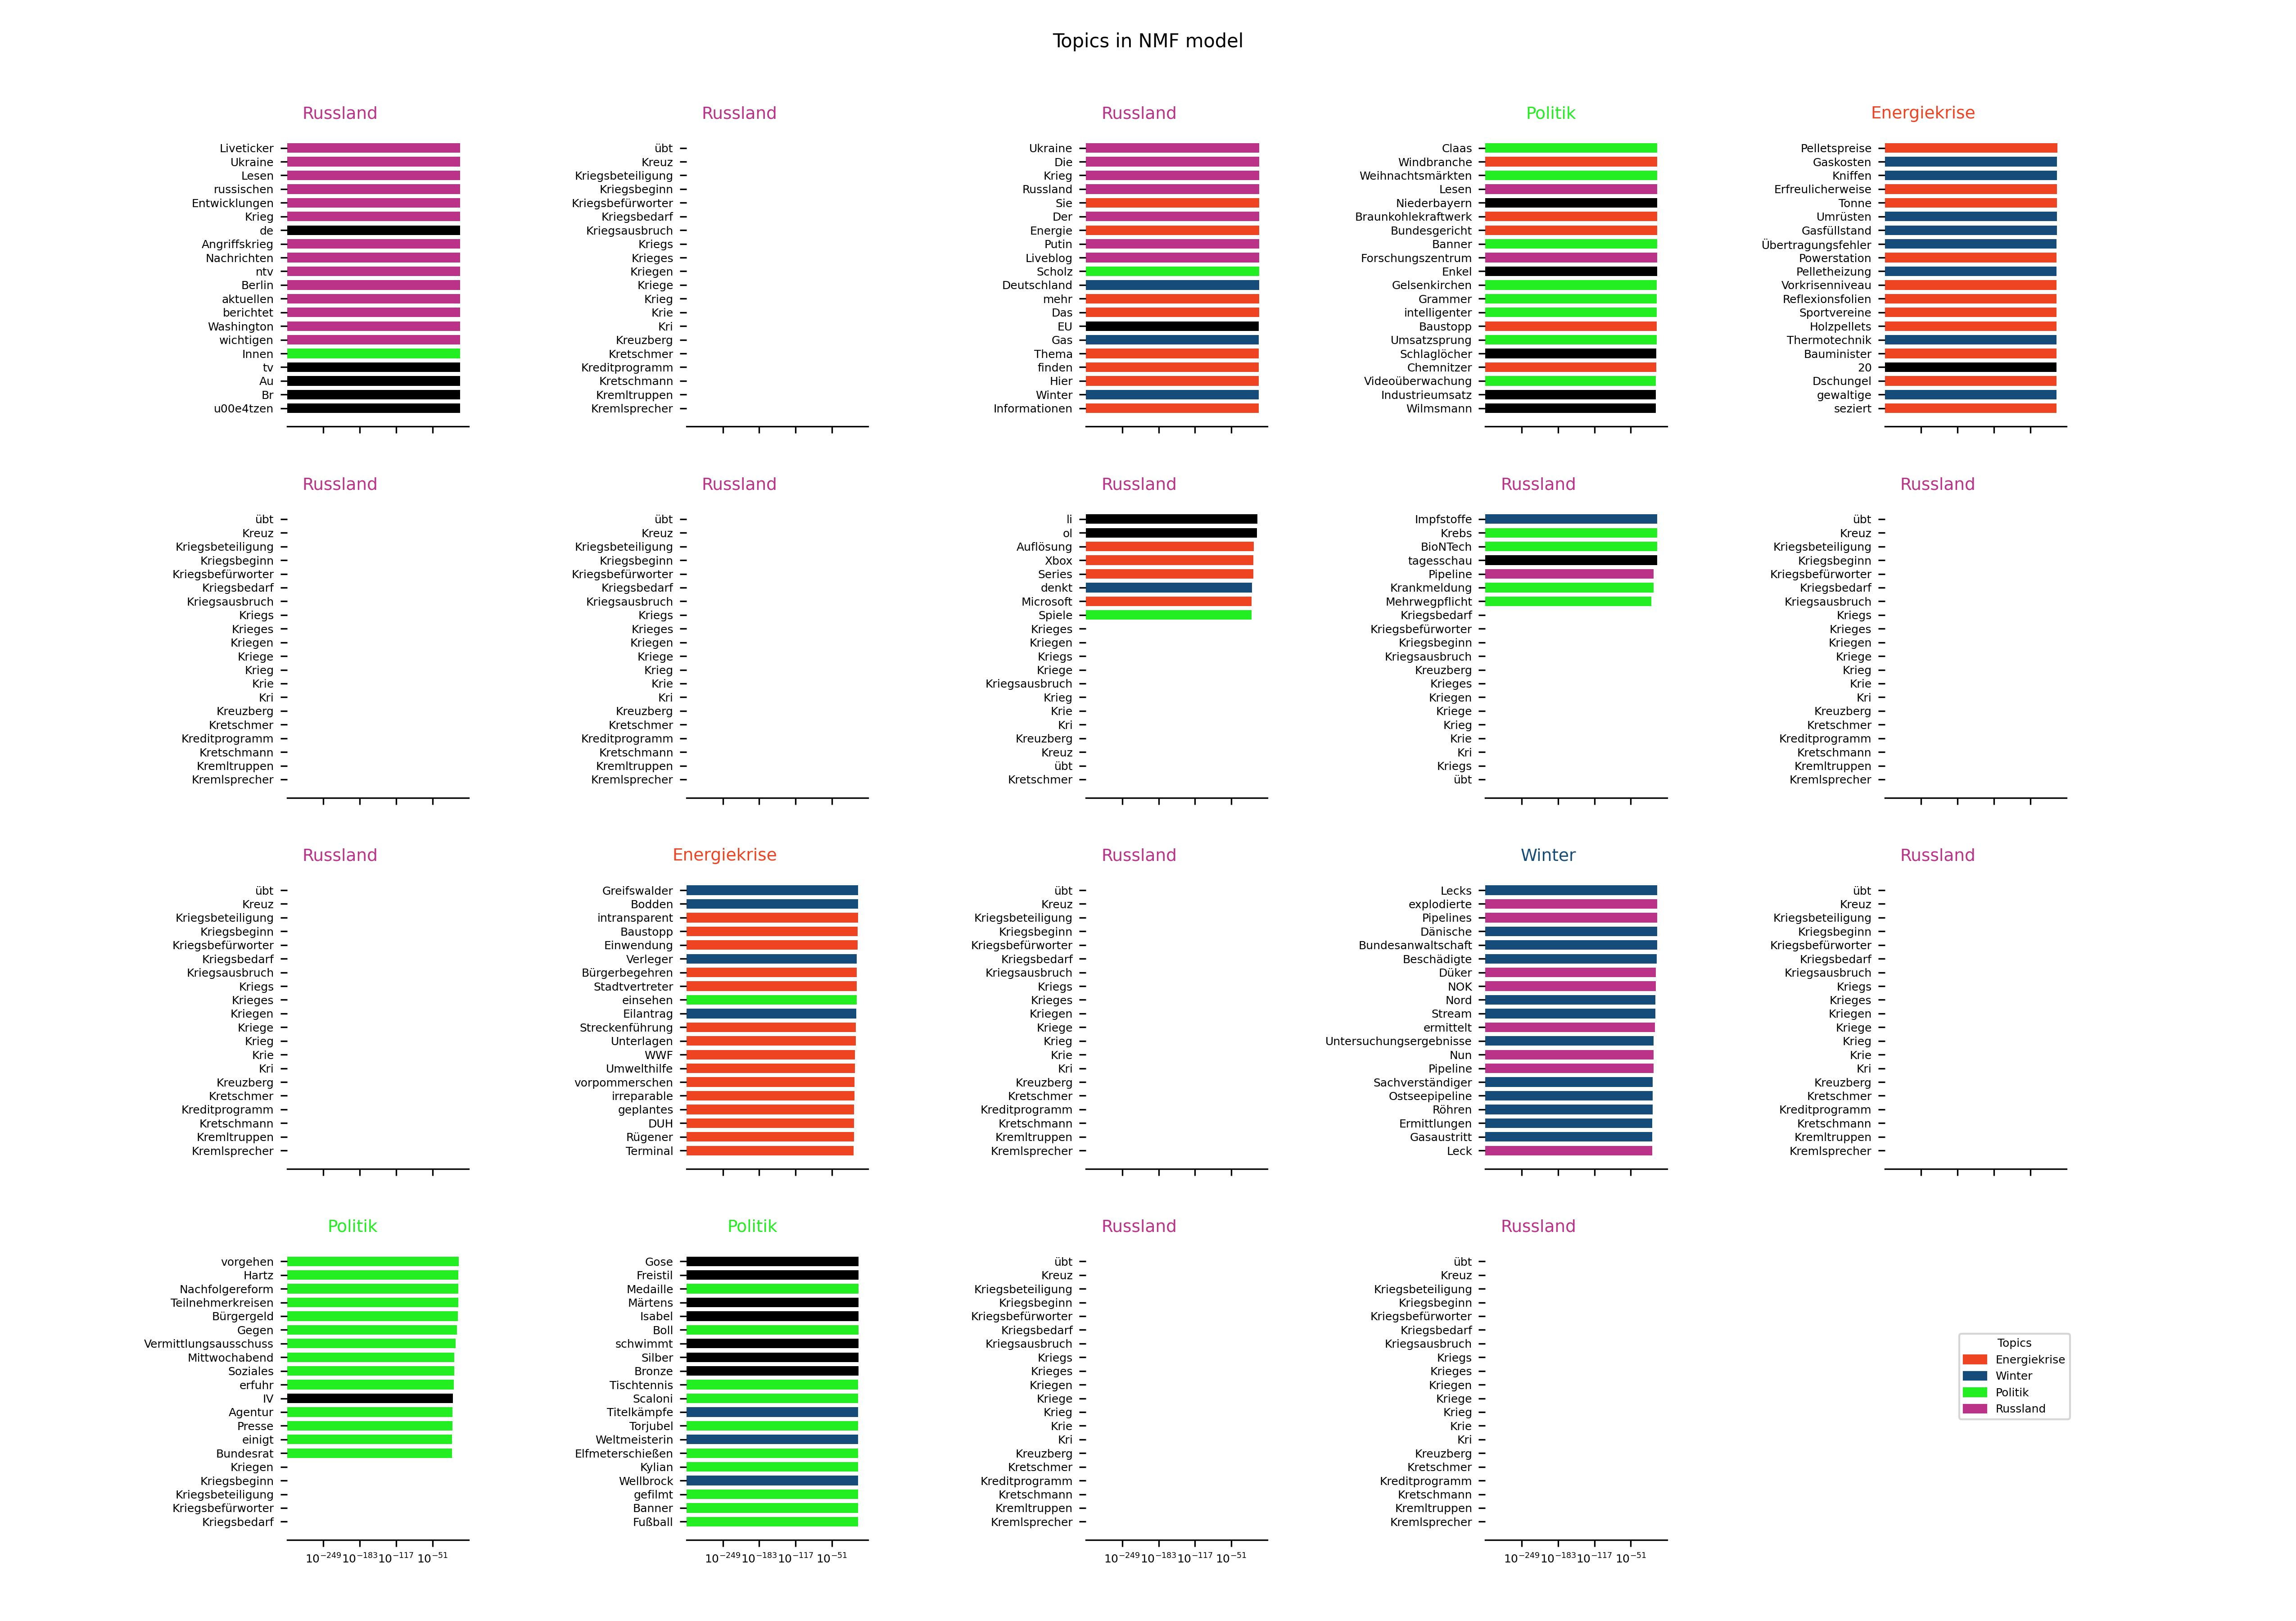 Topics in NMF model
Russland
Liveticker
Ukraine
Lesen
russischen
Entwicklungen
Krieg
de
Angriffskrieg
Nachrichten
ntv
Berlin
aktuellen
berichtet
Washington
wichtigen
Innen
tv
Au
Br
u00e4tzen
Russland
übt
Kreuz
Kriegsbeteiligung
Kriegsbeginn
Kriegsbefürworter
Kriegsbedarf
Kriegsausbruch
Kriegs
Krieges
Kriegen
Kriege
Krieg
Krie
Kri
Kreuzberg
Kretschmer
Kreditprogramm
Kretschmann
Kremltruppen
Kremlsprecher
Russland
Ukraine
Die
Krieg
Russland
Sie
Der
Energie
Putin
Liveblog
Scholz
Deutschland
mehr
Das
EU
Gas
Thema
finden
Hier
Winter
Informationen
Politik
Claas
Windbranche
Weihnachtsmärkten
Lesen
Niederbayern
Braunkohlekraftwerk
Bundesgericht
Banner
Forschungszentrum
Enkel
Gelsenkirchen
Grammer
intelligenter
Baustopp
Umsatzsprung
Schlaglöcher
Chemnitzer
Videoüberwachung
Industrieumsatz
Wilmsmann
Energiekrise
Pelletspreise
Gaskosten
Kniffen
Erfreulicherweise
Tonne
Umrüsten
Gasfüllstand
Übertragungsfehler
Powerstation
Pelletheizung
Vorkrisenniveau
Reflexionsfolien
Sportvereine
Holzpellets
Thermotechnik
Bauminister
20
Dschungel
gewaltige
seziert
Russland
übt
Kreuz
Kriegsbeteiligung
Kriegsbeginn
Kriegsbefürworter
Kriegsbedarf
Kriegsausbruch
Kriegs
Krieges
Kriegen
Kriege
Krieg
Krie
Kri
Kreuzberg
Kretschmer
Kreditprogramm
Kretschmann
Kremltruppen
Kremlsprecher
Russland
übt
Kreuz
Kriegsbeteiligung
Kriegsbeginn
Kriegsbefürworter
Kriegsbedarf
Kriegsausbruch
Kriegs
Krieges
Kriegen
Kriege
Krieg
Krie
Kri
Kreuzberg
Kretschmer
Kreditprogramm
Kretschmann
Kremltruppen
Kremlsprecher
Russland
li
ol
Auflösung
Xbox
Series
denkt
Microsoft
Spiele
Krieges
Kriegen
Kriegs
Kriege
Kriegsausbruch
Krieg
Krie
Kri
Kreuzberg
Kreuz
übt
Kretschmer
Russland
Impfstoffe
Krebs
BioNTech
tagesschau
Pipeline
Krankmeldung
Mehrwegpflicht
Kriegsbedarf
Kriegsbefürworter
Kriegsbeginn
Kriegsausbruch
Kreuzberg
Krieges
Kriegen
Kriege
Krieg
Krie
Kri
Kriegs
übt
Russland
übt
Kreuz
Kriegsbeteiligung
Kriegsbeginn
Kriegsbefürworter
Kriegsbedarf
Kriegsausbruch
Kriegs
Krieges
Kriegen
Kriege
Krieg
Krie
Kri
Kreuzberg
Kretschmer
Kreditprogramm
Kretschmann
Kremltruppen
Kremlsprecher
Russland
übt
Kreuz
Kriegsbeteiligung
Kriegsbeginn
Kriegsbefürworter
Kriegsbedarf
Kriegsausbruch
Kriegs
Krieges
Kriegen
Kriege
Krieg
Krie
Kri
Kreuzberg
Kretschmer
Kreditprogramm
Kretschmann
Kremltruppen
Kremlsprecher
Energiekrise
Greifswalder
Bodden
intransparent
Baustopp
Einwendung
Verleger
Bürgerbegehren
Stadtvertreter
einsehen
Eilantrag
Streckenführung
Unterlagen
WWF
Umwelthilfe
vorpommerschen
irreparable
geplantes
DUH
Rügener
Terminal
Russland
übt
Kreuz
Kriegsbeteiligung
Kriegsbeginn
Kriegsbefürworter
Kriegsbedarf
Kriegsausbruch
Kriegs
Krieges
Kriegen
Kriege
Krieg
Krie
Kri
Kreuzberg
Kretschmer
Kreditprogramm
Kretschmann
Kremltruppen
Kremlsprecher
Winter
Lecks
explodierte
Pipelines
Dänische
Bundesanwaltschaft
Beschädigte
Düker
NOK
Nord
Stream
ermittelt
Untersuchungsergebnisse
Nun
Pipeline
Sachverständiger
Ostseepipeline
Röhren
Ermittlungen
Gasaustritt
Leck
Russland
übt
Kreuz
Kriegsbeteiligung
Kriegsbeginn
Kriegsbefürworter
Kriegsbedarf
Kriegsausbruch
Kriegs
Krieges
Kriegen
Kriege
Krieg
Krie
Kri
Kreuzberg
Kretschmer
Kreditprogramm
Kretschmann
Kremltruppen
Kremlsprecher
Politik
vorgehen
Hartz
Nachfolgereform
Teilnehmerkreisen
Bürgergeld
Gegen
Vermittlungsausschuss
Mittwochabend
Soziales
erfuhr
IV
Agentur
Presse
einigt
Bundesrat
Kriegen
Kriegsbeginn
Kriegsbeteiligung
Kriegsbefürworter
Kriegsbedarf
10⁻²⁴⁹ 10⁻¹⁸³ 10⁻¹¹⁷ 10⁻⁵¹
Politik
Gose
Freistil
Medaille
Märtens
Isabel
Boll
schwimmt
Silber
Bronze
Tischtennis
Scaloni
Titelkämpfe
Torjubel
Weltmeisterin
Elfmeterschießen
Kylian
Wellbrock
gefilmt
Banner
Fußball
10⁻²⁴⁹ 10⁻¹⁸³ 10⁻¹¹⁷ 10⁻⁵¹
Russland
übt
Kreuz
Kriegsbeteiligung
Kriegsbeginn
Kriegsbefürworter
Kriegsbedarf
Kriegsausbruch
Kriegs
Krieges
Kriegen
Kriege
Krieg
Krie
Kri
Kreuzberg
Kretschmer
Kreditprogramm
Kretschmann
Kremltruppen
Kremlsprecher
10⁻²⁴⁹ 10⁻¹⁸³ 10⁻¹¹⁷ 10⁻⁵¹
Russland
übt
Kreuz
Kriegsbeteiligung
Kriegsbeginn
Kriegsbefürworter
Kriegsbedarf
Kriegsausbruch
Kriegs
Krieges
Kriegen
Kriege
Krieg
Krie
Kri
Kreuzberg
Kretschmer
Kreditprogramm
Kretschmann
Kremltruppen
Kremlsprecher
10⁻²⁴⁹ 10⁻¹⁸³ 10⁻¹¹⁷ 10⁻⁵¹
Topics
Energiekrise
Winter
Politik
Russland